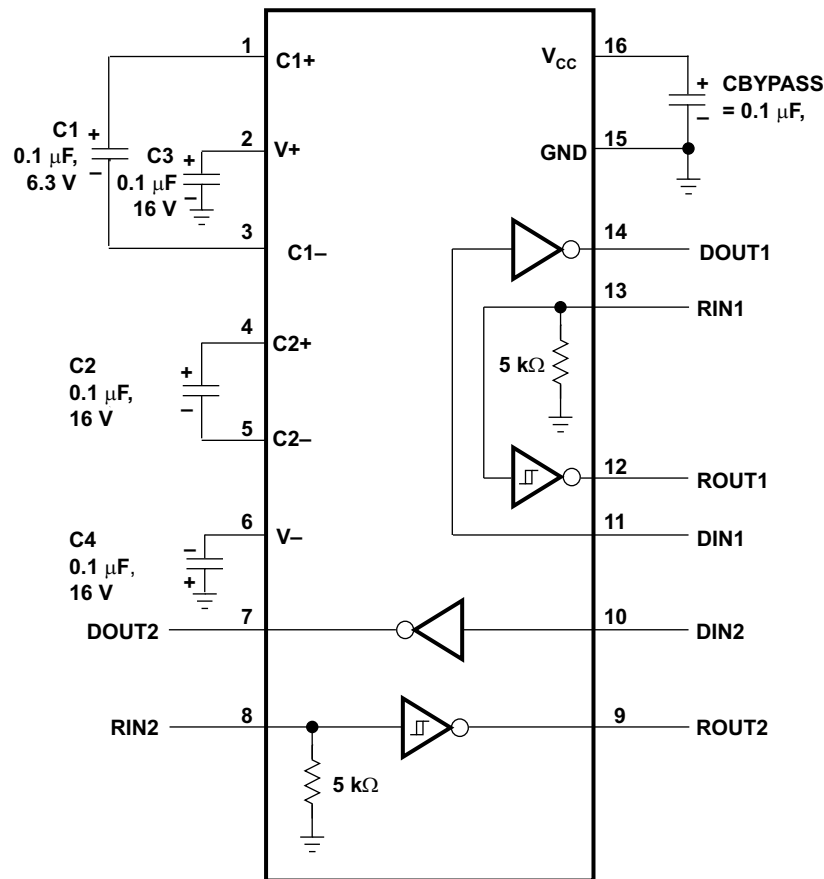 1
C1+
C1
0.1 μF,
6.3 V
+
–
2
V+
C3
0.1 μF
16 V
+
–
3
C1–
4
C2+
C2
0.1 μF,
16 V
+
–
5
C2–
6
V–
C4
0.1 μF,
16 V
–
+
DOUT2
7
RIN2
8
5 kΩ
VCC
16
+
–
CBYPASS
= 0.1 μF,
GND
15
14
DOUT1
13
RIN1
5 kΩ
12
ROUT1
11
DIN1
10
DIN2
9
ROUT2